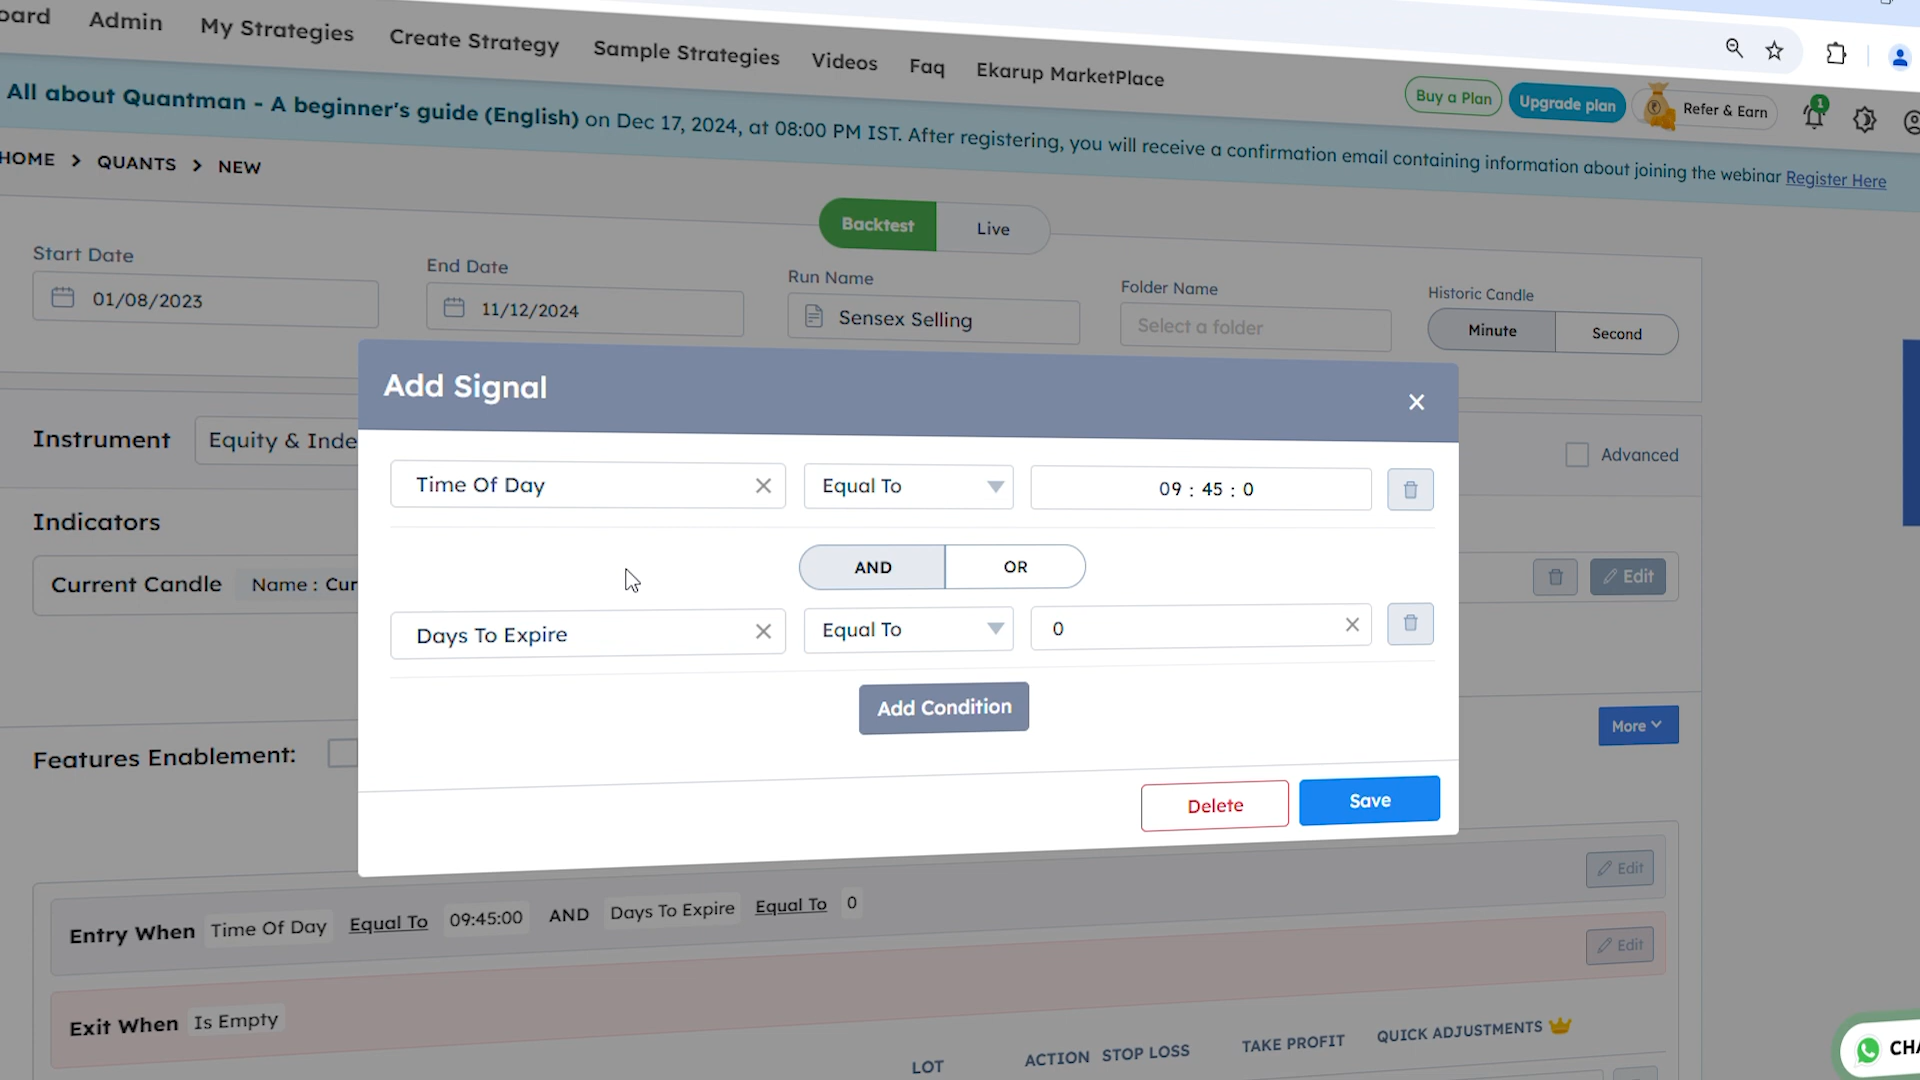 Admin My Strategies Create Strategy Sample Strategies Videos Faq Ekarup MarketPlace
Buy a Plan Upgrade plan Refer & Earn 1
All about Quantman - A beginner's guide (English) on Dec 17, 2024, at 08:00 PM IST. After registering, you will receive a confirmation email containing information about joining the webinar Register Here
HOME > QUANTS > NEW
Backtest Live
Start Date End Date Run Name Folder Name Historic Candle
01/08/2023 11/12/2024 Sensex Selling Select a folder Minute Second
Add Signal
Instrument Equity & Inde Advanced
Time Of Day Equal To 09 : 45 : 0
Indicators
AND OR
Current Candle Name : Cur Edit
Days To Expire Equal To 0
Add Condition
More
Features Enablement:
Delete Save
Edit
Entry When Time Of Day Equal To 09:45:00 AND Days To Expire Equal To 0
Edit
Exit When Is Empty
LOT ACTION STOP LOSS TAKE PROFIT QUICK ADJUSTMENTS